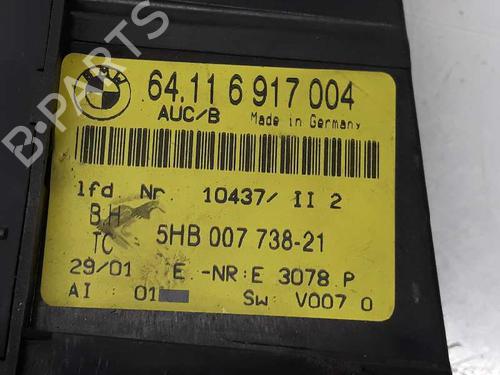 B-PARTS
BMW
64.11 6 917 004
AUC/B Made in Germany
lfd Nr. 10437/ II 2
B.H
TC 5HB 007 738-21
29/01 E.-NR:E 3078.P
AI : 01 Sw: V007 0